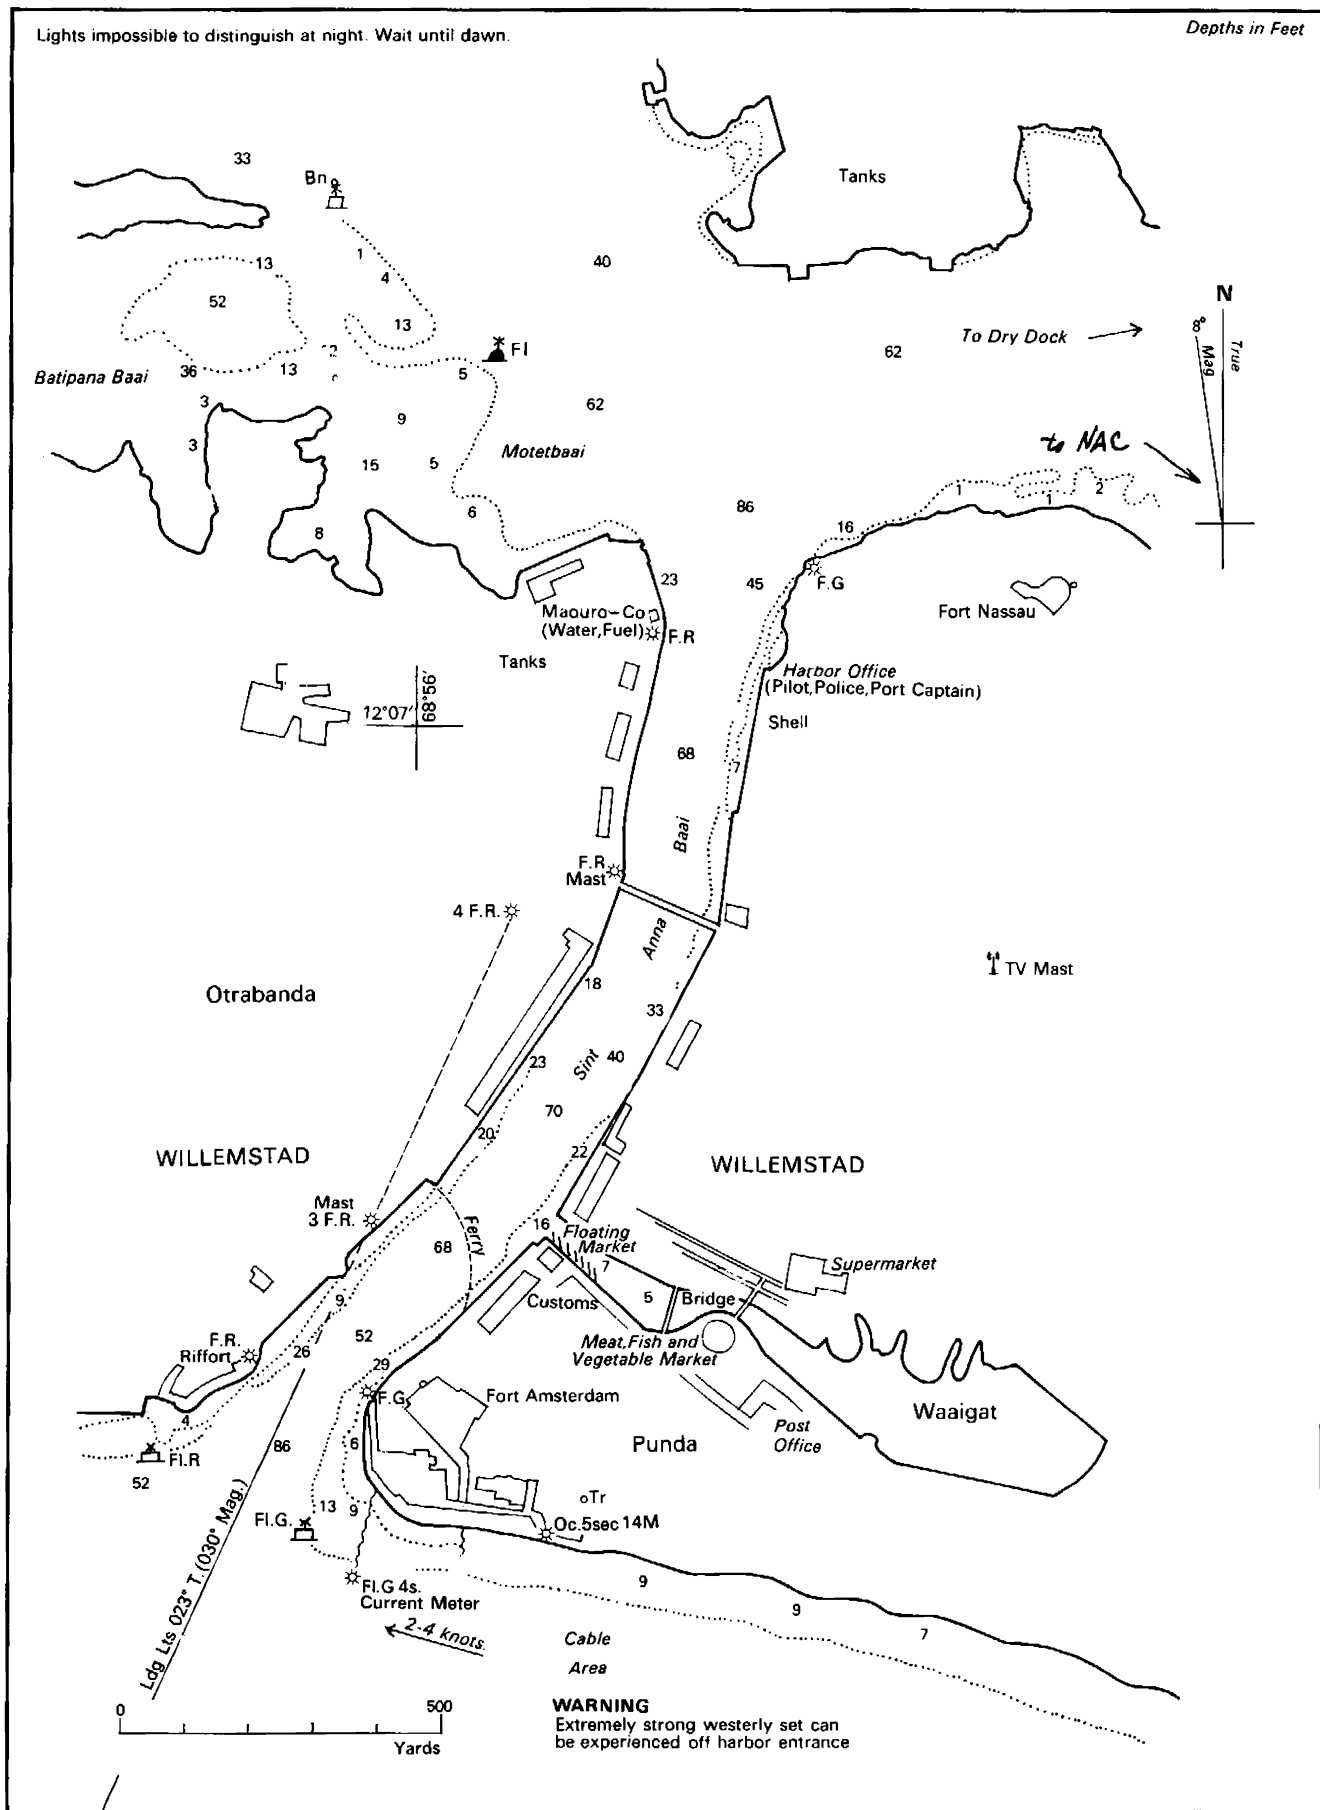 Lights impossible to distinguish at night. Wait until dawn.
Depths in Feet
33
Bn
Tanks
1
13
4
40
52
13
N
8°
Mag
True
To Dry Dock
Fl
62
Batipana Baai
36
13
5
3
9
62
3
Motetbaai
to NAC
15
5
86
1
1
2
6
16
8
23
45
F.G
Fort Nassau
Maduro-Co
(Water,Fuel)
F.R
Tanks
Harbor Office
(Pilot,Police,Port Captain)
12°07'
68°56'
Shell
68
7
Baai
F.R
Mast
4 F.R.
Anna
TV Mast
Otrabanda
18
33
Sint
23
40
70
20
22
WILLEMSTAD
WILLEMSTAD
Mast
3 F.R.
Ferry
16
Floating
Market
68
7
Supermarket
9
Customs
5
Bridge
52
F.R.
Riffort
26
29
Meat,Fish and
Vegetable Market
F.G.
Fort Amsterdam
4
Waaigat
Post
Office
Punda
86
6
Fl.R
52
13
9
Tr
Fl.G.
Oc.5sec 14M
Ldg Lts 023° T.(030° Mag.)
Fl.G 4s.
Current Meter
9
9
7
2-4 knots.
Cable
Area
0
500
Yards
WARNING
Extremely strong westerly set can
be experienced off harbor entrance